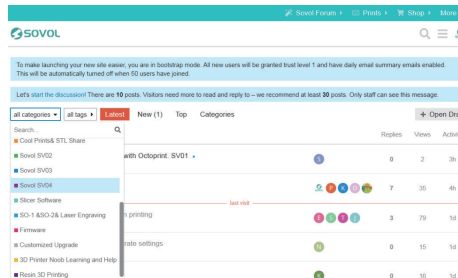 Sovol Forum Prints Shop More
SOVOL
To make launching your new site easier, you are in bootstrap mode. All new users will be granted trust level 1 and have daily email summary emails enabled.
This will be automatically turned off when 50 users have joined.
Let's start the discussion! There are 10 posts. Visitors need more to read and reply to – we recommend at least 30 posts. Only staff can see this message.
all categories all tags Latest New (1) Top Categories + Open Dra
Search...
Replies Views Activi
Cool Prints& STL Share
Sovol SV02
with Octoprint. SV01 S 0 2 3h
Sovol SV03
Sovol SV04
P R 7 35 4h
Slicer Software
last visit
SO-1 &SO-2& Laser Engraving
printing E S T 3 79 1d
Firmware
Customized Upgrade
rate settings N 0 15 1d
3D Printer Noob Learning and Help
Resin 3D Printing
K 0 16 1d